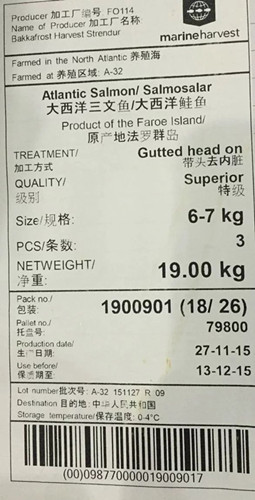 Producer 加工厂编号 FO114
Name of Producer 加工厂名称
Bakkafrost Harvest Strendur
marineharvest
Farmed in the North Atlantic 养殖海
Farmed at 养殖区域: A-32
Atlantic Salmon/ Salmosalar
大西洋三文鱼/大西洋鲑鱼
Product of the Faroe Island/
原产地法罗群岛
TREATMENT/ Gutted head on
加工方式 带头去内脏
QUALITY/ Superior
级别 特级
Size/规格: 6-7 kg
PCS/条数: 3
NETWEIGHT/ 19.00 kg
净重:
Pack no./ 1900901 (18/ 26)
包装:
Pallet no./ 79800
托盘号:
Production date/ 27-11-15
生产日期:
Use before/ 13-12-15
保质期至:
Lot number批次号: A-32 151127 R 09
Destination 目的地: 中华人民共和国
Storage temperature/保存温度: 0-4°C
(00)098770000019009017